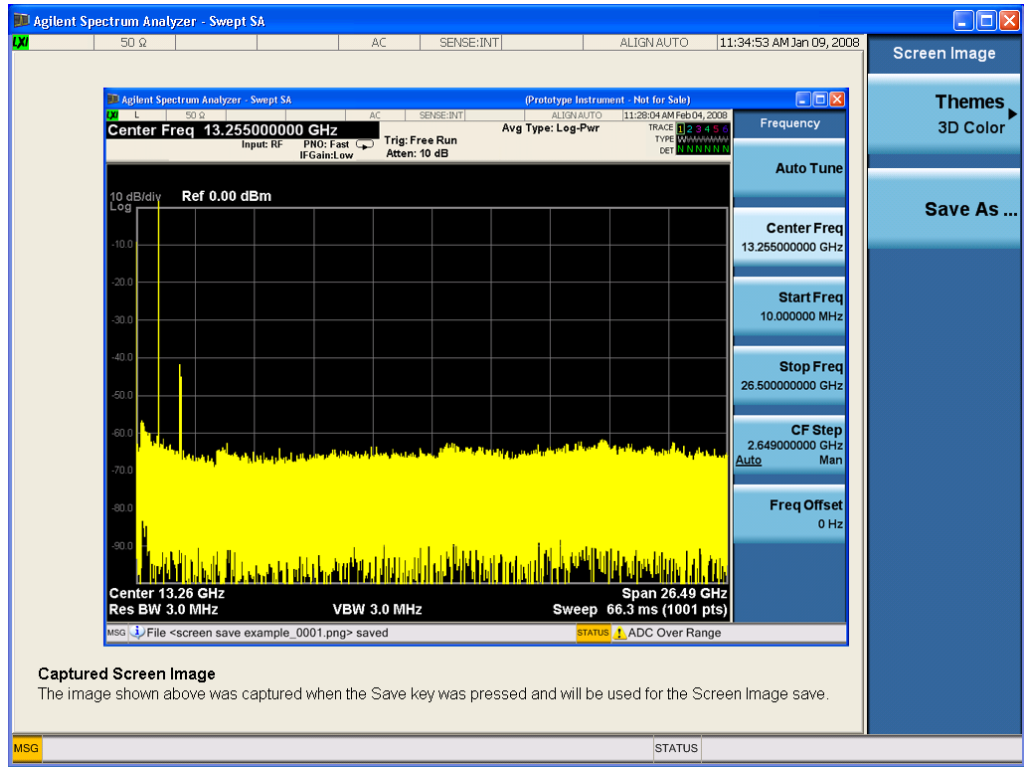 Agilent Spectrum Analyzer - Swept SA
LXI 50 Ω AC SENSE:INT ALIGN AUTO 11:34:53 AM Jan 09, 2008
Screen Image
Themes
3D Color
Save As ...
Agilent Spectrum Analyzer - Swept SA (Prototype Instrument - Not for Sale)
LXI L 50 Ω AC SENSE:INT ALIGNAUTO 11:28:04 AM Feb 04, 2008
Center Freq 13.255000000 GHz
Input: RF
PNO: Fast
IFGain:Low
Trig: Free Run
Atten: 10 dB
Avg Type: Log-Pwr
TRACE 1 2 3 4 5 6
TYPE
DET N N N N N N
10 dB/div Ref 0.00 dBm
Log
-10.0
-20.0
-30.0
-40.0
-50.0
-60.0
-70.0
-80.0
-90.0
Center 13.26 GHz Span 26.49 GHz
Res BW 3.0 MHz VBW 3.0 MHz Sweep 66.3 ms (1001 pts)
MSG File <screen save example_0001.png> saved STATUS ADC Over Range
Frequency
Auto Tune
Center Freq
13.255000000 GHz
Start Freq
10.000000 MHz
Stop Freq
26.500000000 GHz
CF Step
2.649000000 GHz
Auto Man
Freq Offset
0 Hz
Captured Screen Image
The image shown above was captured when the Save key was pressed and will be used for the Screen Image save.
MSG STATUS